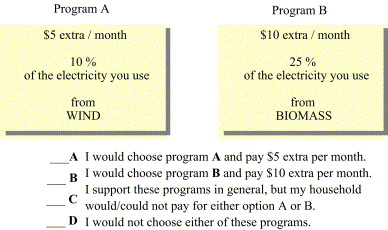 Program A
Program B
$5 extra / month
$10 extra / month
10 %
25 %
of the electricity you use
of the electricity you use
from
from
WIND
BIOMASS
___A I would choose program A and pay $5 extra per month.
___ B I would choose program B and pay $10 extra per month.
___ C I support these programs in general, but my household
would/could not pay for either option A or B.
___ D I would not choose either of these programs.